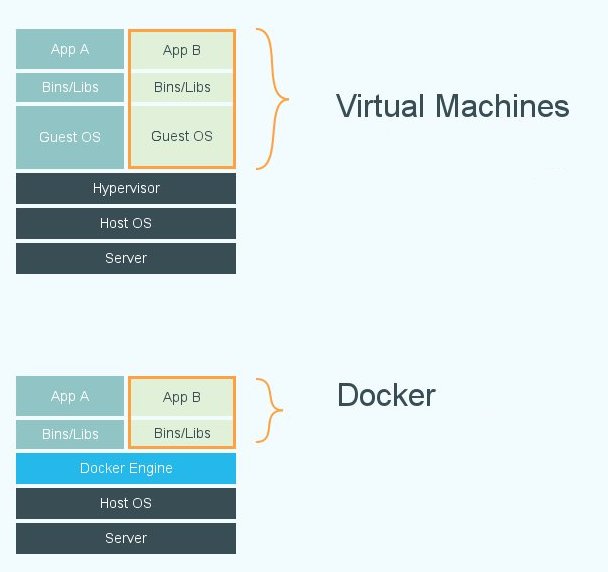 App A App B
Bins/Libs Bins/Libs
Guest OS Guest OS
Virtual Machines
Hypervisor
Host OS
Server
App A App B
Docker
Bins/Libs Bins/Libs
Docker Engine
Host OS
Server